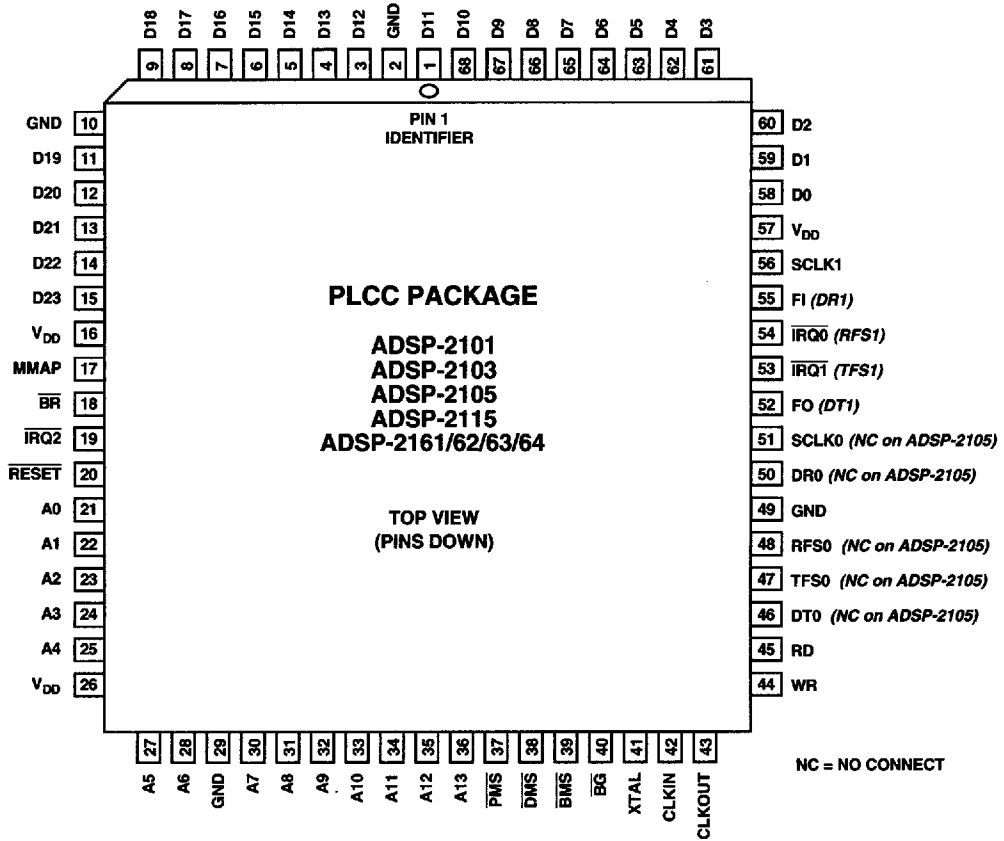 D18 D17 D16 D15 D14 D13 D12 GND D11 D10 D9 D8 D7 D6 D5 D4 D3
9 8 7 6 5 4 3 2 1 68 67 66 65 64 63 62 61
PIN 1
IDENTIFIER
GND 10
D19 11
D20 12
D21 13
D22 14
D23 15
VDD 16
MMAP 17
BR 18
IRQ2 19
RESET 20
A0 21
A1 22
A2 23
A3 24
A4 25
VDD 26
PLCC PACKAGE
ADSP-2101
ADSP-2103
ADSP-2105
ADSP-2115
ADSP-2161/62/63/64
TOP VIEW
(PINS DOWN)
60 D2
59 D1
58 D0
57 VDD
56 SCLK1
55 FI (DR1)
54 IRQ0 (RFS1)
53 IRQ1 (TFS1)
52 FO (DT1)
51 SCLK0 (NC on ADSP-2105)
50 DR0 (NC on ADSP-2105)
49 GND
48 RFS0 (NC on ADSP-2105)
47 TFS0 (NC on ADSP-2105)
46 DT0 (NC on ADSP-2105)
45 RD
44 WR
27 28 29 30 31 32 33 34 35 36 37 38 39 40 41 42 43
A5 A6 GND A7 A8 A9 A10 A11 A12 A13 PMS DMS BMS BG XTAL CLKIN CLKOUT
NC = NO CONNECT